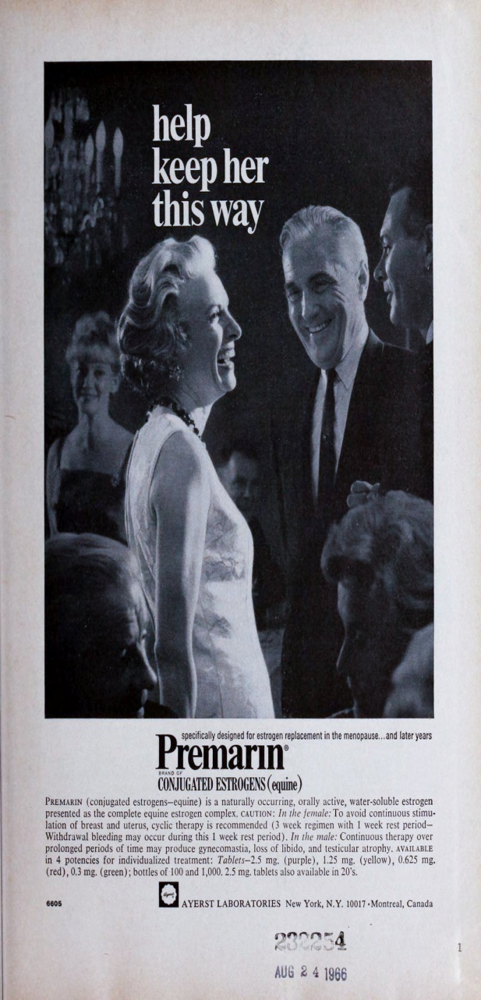 help
keep her
this way
specifically designed for estrogen replacement in the menopause...and later years
Premarin®
BRAND OF
CONJUGATED ESTROGENS (equine)
PREMARIN (conjugated estrogens—equine) is a naturally occurring, orally active, water-soluble estrogen
presented as the complete equine estrogen complex. CAUTION: In the female: To avoid continuous stimu-
lation of breast and uterus, cyclic therapy is recommended (3 week regimen with 1 week rest period—
Withdrawal bleeding may occur during this 1 week rest period). In the male: Continuous therapy over
prolonged periods of time may produce gynecomastia, loss of libido, and testicular atrophy. AVAILABLE
in 4 potencies for individualized treatment: Tablets—2.5 mg. (purple), 1.25 mg. (yellow), 0.625 mg.
(red), 0.3 mg. (green); bottles of 100 and 1,000. 2.5 mg. tablets also available in 20's.
6605
Ayerst
AYERST LABORATORIES New York, N.Y. 10017 • Montreal, Canada
232254
1
AUG 24 1966